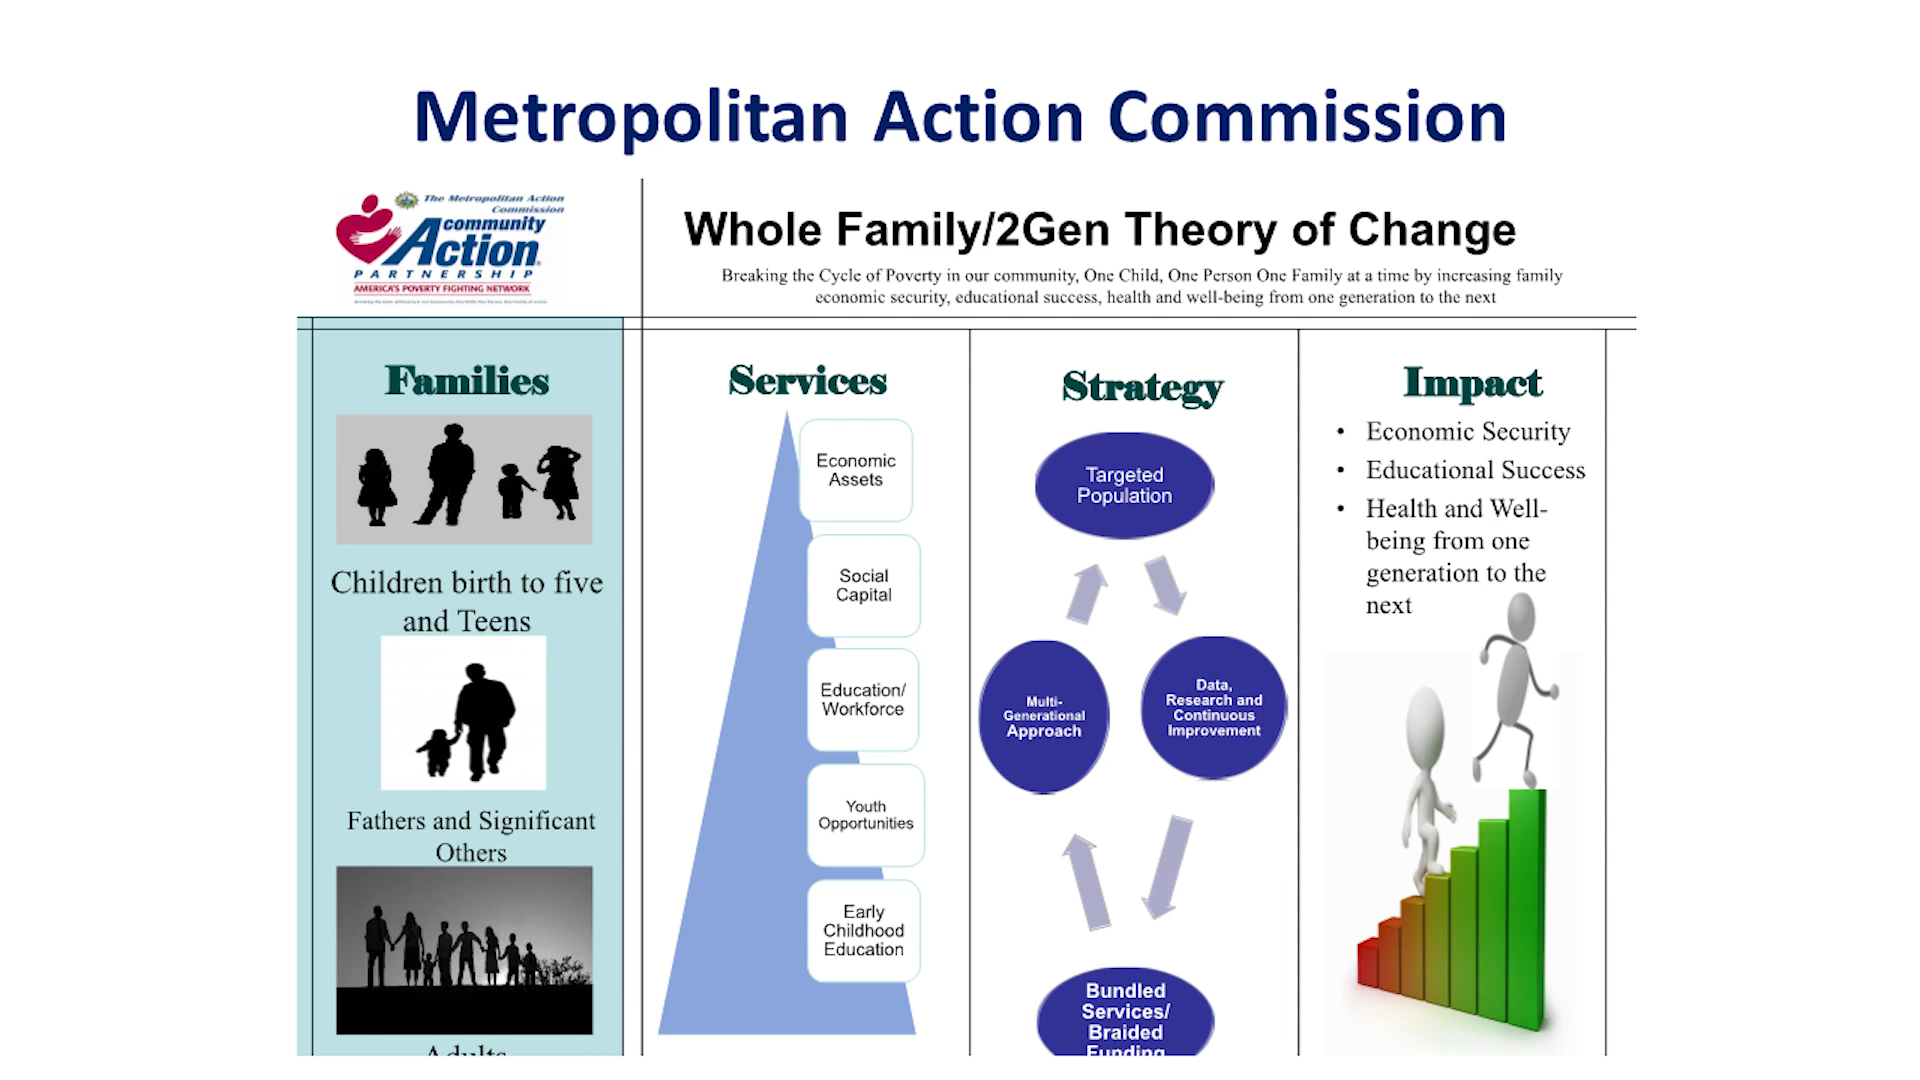 Metropolitan Action Commission
The Metropolitan Action
Commission
community
Action
PARTNERSHIP
AMERICA'S POVERTY FIGHTING NETWORK
Whole Family/2Gen Theory of Change
Breaking the Cycle of Poverty in our community, One Child, One Person One Family at a time by increasing family
economic security, educational success, health and well-being from one generation to the next
Families
Children birth to five
and Teens
Fathers and Significant
Others
Adults
Services
Economic
Assets
Social
Capital
Education/
Workforce
Youth
Opportunities
Early
Childhood
Education
Strategy
Targeted
Population
Data,
Research and
Continuous
Improvement
Multi-
Generational
Approach
Bundled
Services/
Braided
Funding
Impact
• Economic Security
• Educational Success
• Health and Well-
being from one
generation to the
next